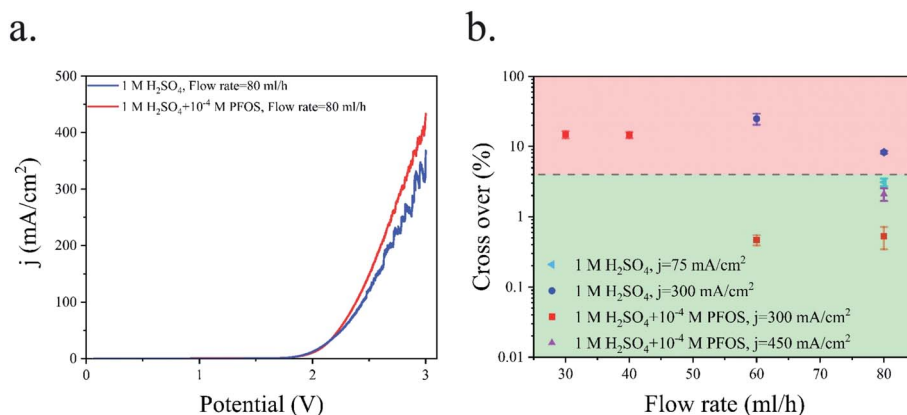 a.
500
400
300
200
100
0
j (mA/cm²)
0
1
2
3
Potential (V)
1 M H₂SO₄, Flow rate=80 ml/h
1 M H₂SO₄+10⁻⁴ M PFOS, Flow rate=80 ml/h
b.
100
10
1
0.1
0.01
Cross over (%)
30
40
50
60
70
80
Flow rate (ml/h)
1 M H₂SO₄, j=75 mA/cm²
1 M H₂SO₄, j=300 mA/cm²
1 M H₂SO₄+10⁻⁴ M PFOS, j=300 mA/cm²
1 M H₂SO₄+10⁻⁴ M PFOS, j=450 mA/cm²